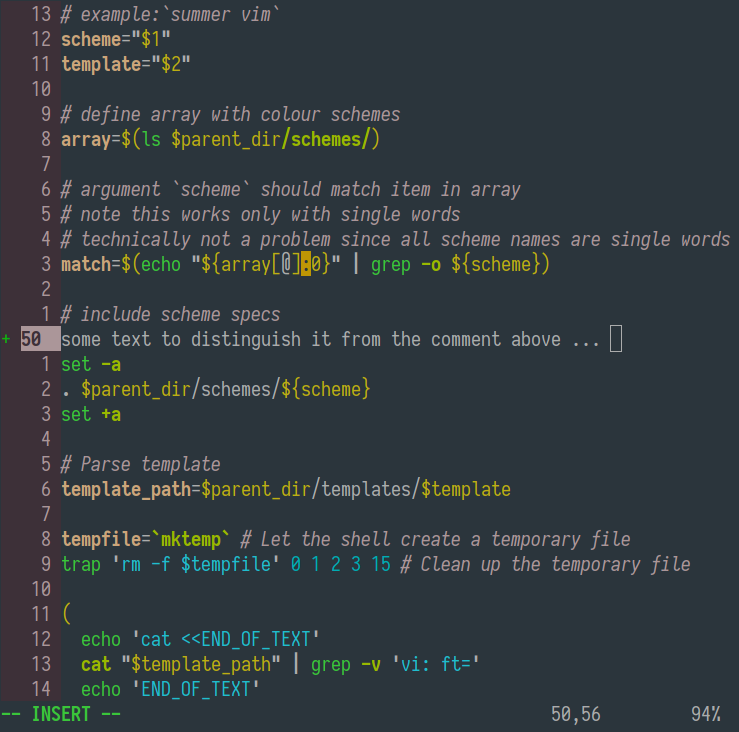 13 # example:`summer vim`
12 scheme="$1"
11 template="$2"
10
9 # define array with colour schemes
8 array=$(ls $parent_dir/schemes/)
7
6 # argument `scheme` should match item in array
5 # note this works only with single words
4 # technically not a problem since all scheme names are single words
3 match=$(echo "${array[@]:0}" | grep -o ${scheme})
2
1 # include scheme specs
+ 50 some text to distinguish it from the comment above ...
1 set -a
2 . $parent_dir/schemes/${scheme}
3 set +a
4
5 # Parse template
6 template_path=$parent_dir/templates/$template
7
8 tempfile=`mktemp` # Let the shell create a temporary file
9 trap 'rm -f $tempfile' 0 1 2 3 15 # Clean up the temporary file
10
11 (
12   echo 'cat <<END_OF_TEXT'
13   cat "$template_path" | grep -v 'vi: ft='
14   echo 'END_OF_TEXT'
-- INSERT -- 50,56 94%